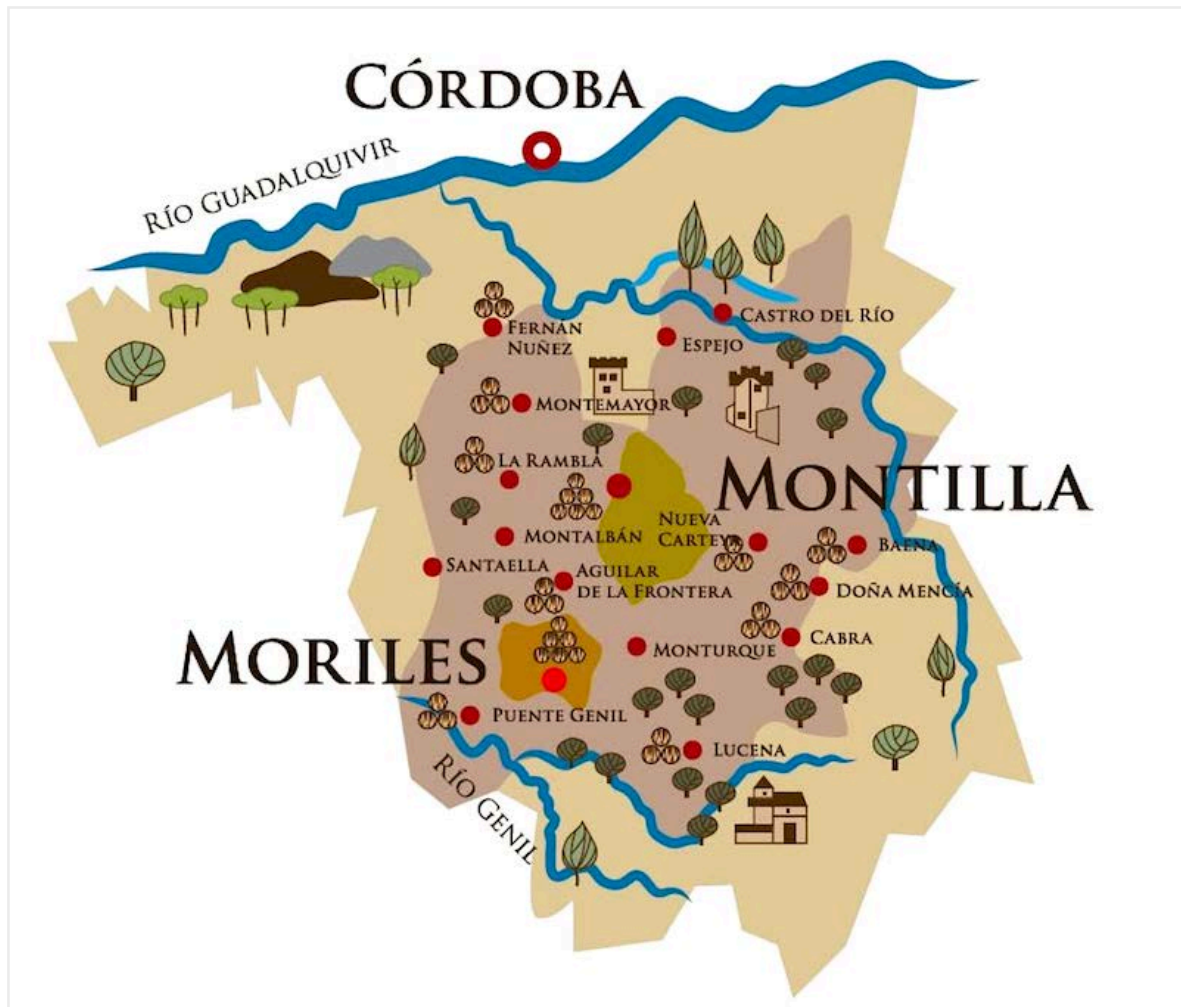 CÓRDOBA
RÍO GUADALQUIVIR
CASTRO DEL RÍO
FERNÁN
NUÑEZ
ESPEJO
MONTEMAYOR
LA RAMBLA
MONTILLA
NUEVA
CARTEYA
MONTALBÁN
BAENA
SANTAELLA
AGUILAR
DE LA FRONTERA
DOÑA MENCÍA
MORILES
MONTURQUE
CABRA
PUENTE GENIL
LUCENA
RÍO GENIL